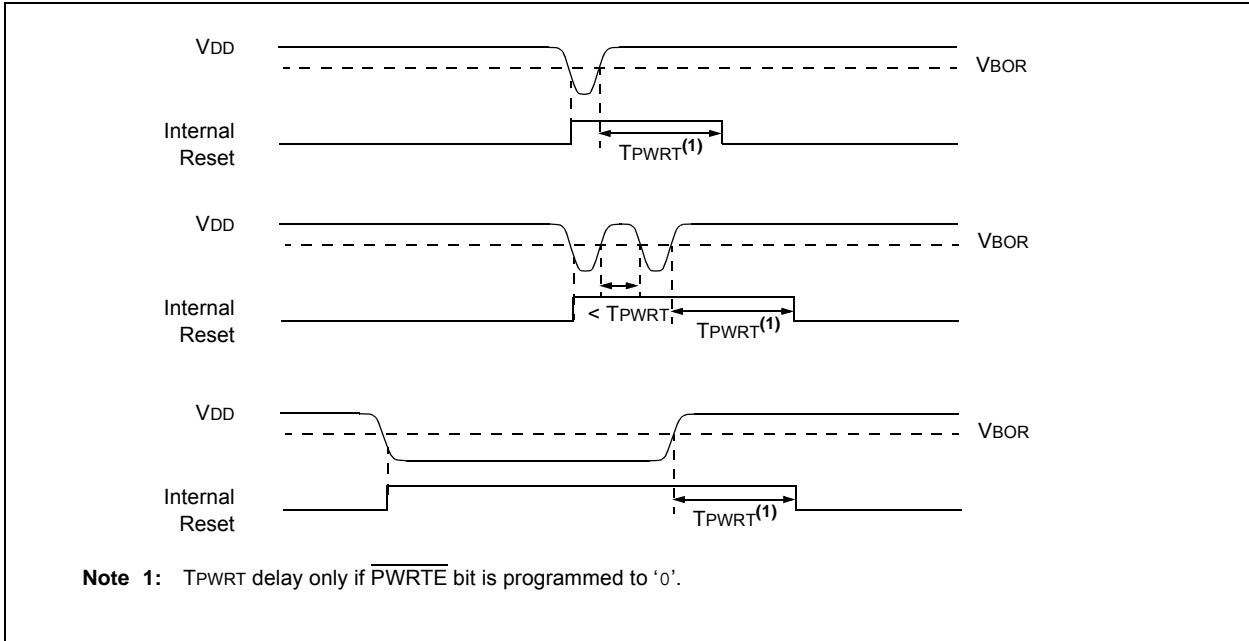 VDD
VBOR
Internal
Reset
TPWRT(1)
VDD
VBOR
Internal
Reset
< TPWRT
TPWRT(1)
VDD
VBOR
Internal
Reset
TPWRT(1)
Note 1: TPWRT delay only if P̅W̅R̅T̅E̅ bit is programmed to ‘0’.